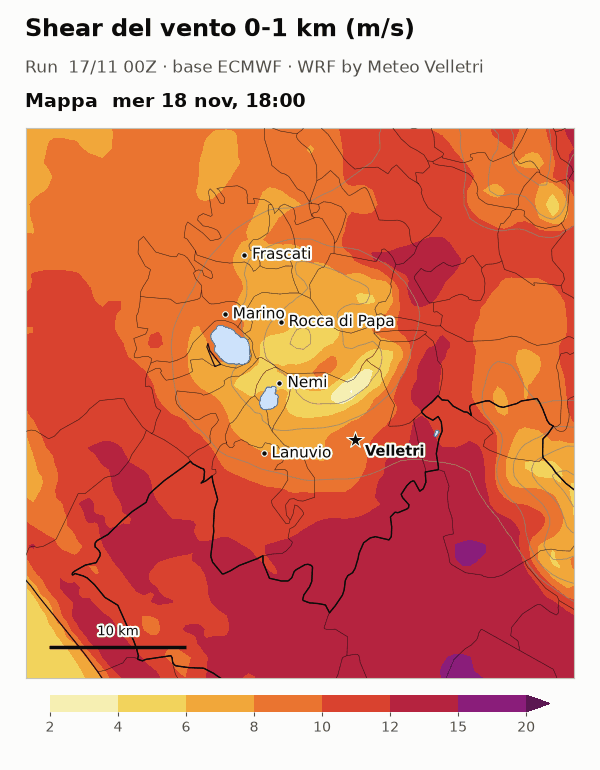 Shear del vento 0-1 km (m/s)
Run  17/11 00Z · base ECMWF · WRF by Meteo Velletri
Mappa  mer 18 nov, 18:00
Frascati
Marino
Rocca di Papa
Nemi
Velletri
Lanuvio
10 km
2 4 6 8 10 12 15 20